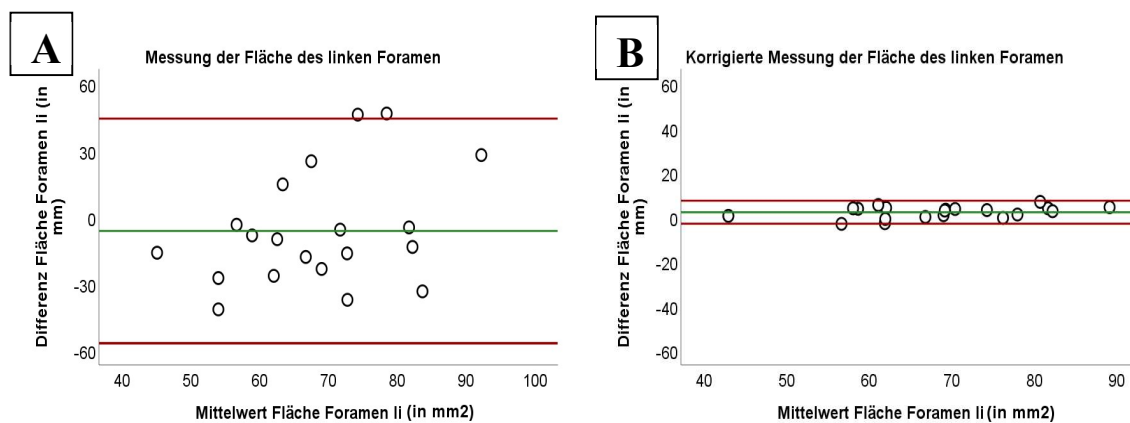 A
Messung der Fläche des linken Foramen
Differenz Fläche Foramen li (in
mm)
60
30
0
-30
-60
40 50 60 70 80 90 100
Mittelwert Fläche Foramen li (in mm2)
B
Korrigierte Messung der Fläche des linken Foramen
Differenz Fläche Foramen li (in
mm)
60
40
20
0
-20
-40
-60
40 50 60 70 80 90
Mittelwert Fläche Foramen li (in mm2)